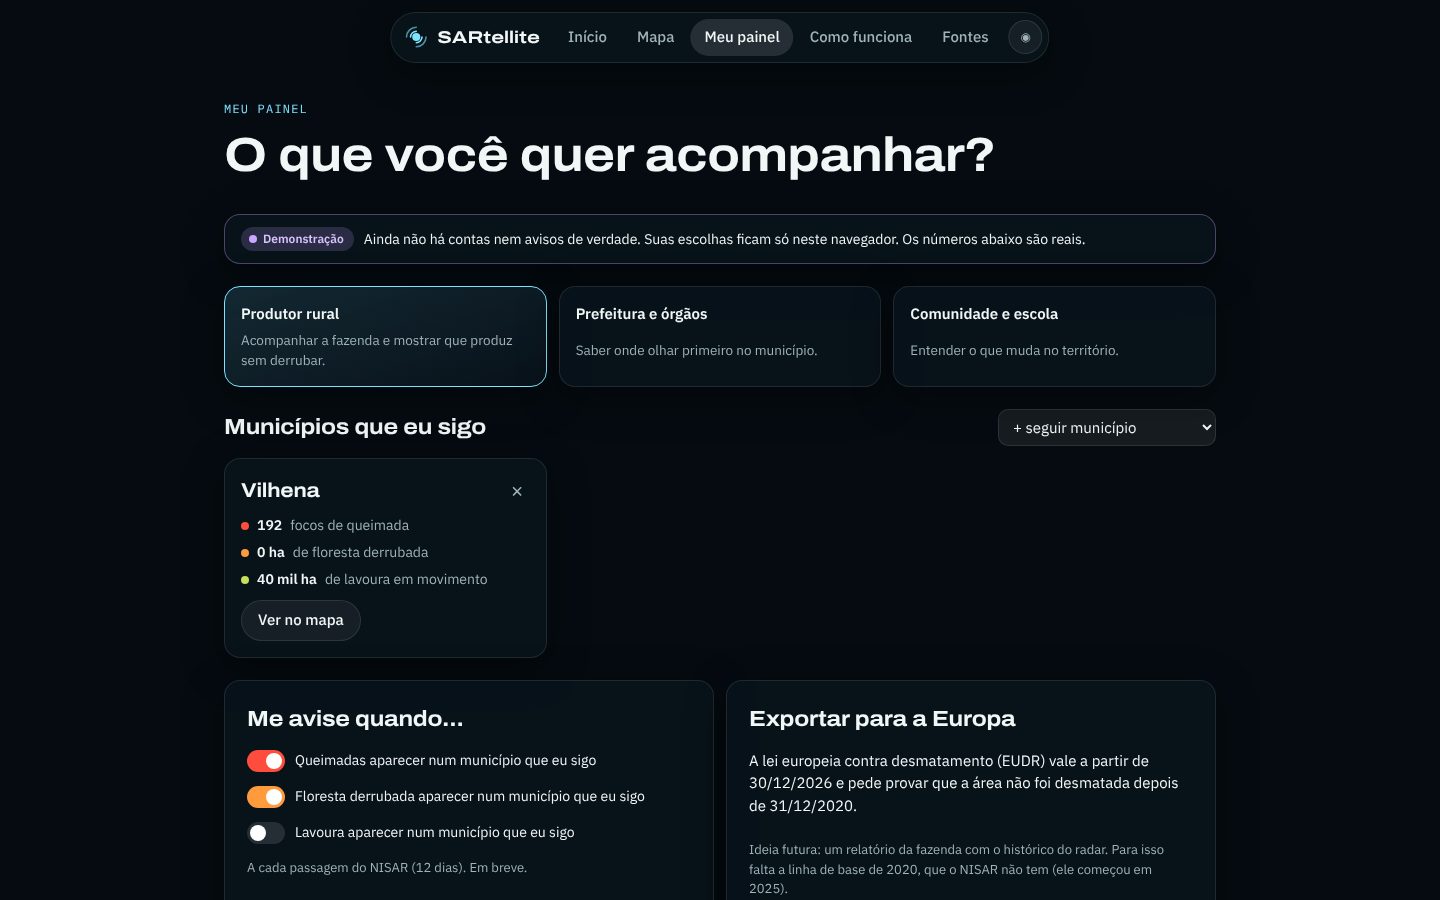 SARtellite Início Mapa Meu painel Como funciona Fontes
MEU PAINEL
O que você quer acompanhar?
Demonstração Ainda não há contas nem avisos de verdade. Suas escolhas ficam só neste navegador. Os números abaixo são reais.
Produtor rural
Acompanhar a fazenda e mostrar que produz
sem derrubar.
Prefeitura e órgãos
Saber onde olhar primeiro no município.
Comunidade e escola
Entender o que muda no território.
Municípios que eu sigo
+ seguir município
Vilhena ×
192 focos de queimada
0 ha de floresta derrubada
40 mil ha de lavoura em movimento
Ver no mapa
Me avise quando...
Queimadas aparecer num município que eu sigo
Floresta derrubada aparecer num município que eu sigo
Lavoura aparecer num município que eu sigo
A cada passagem do NISAR (12 dias). Em breve.
Exportar para a Europa
A lei europeia contra desmatamento (EUDR) vale a partir de
30/12/2026 e pede provar que a área não foi desmatada depois
de 31/12/2020.
Ideia futura: um relatório da fazenda com o histórico do radar. Para isso
falta a linha de base de 2020, que o NISAR não tem (ele começou em
2025).